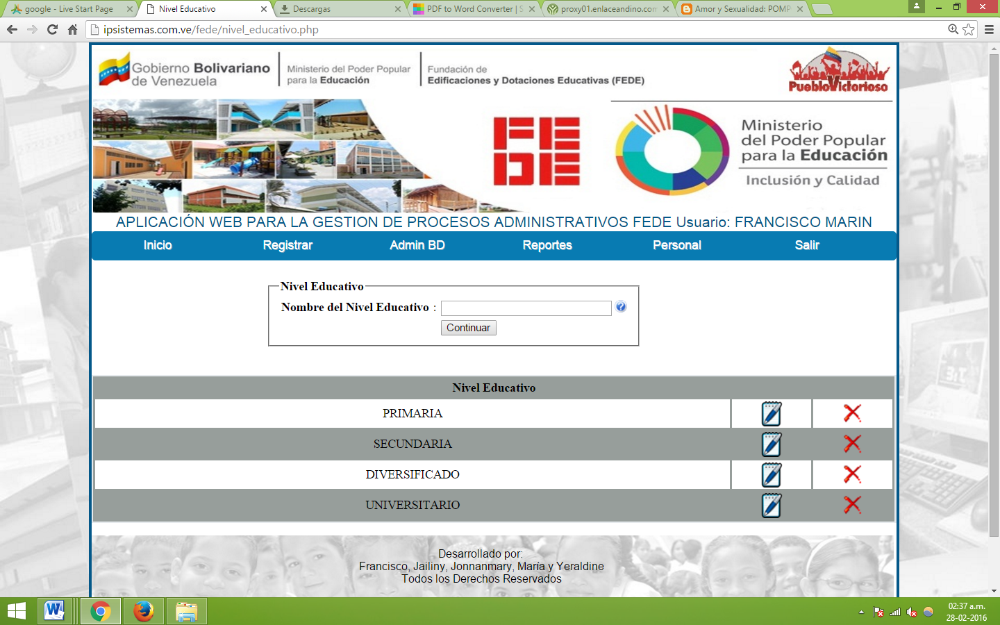 google - Live Start Page
Nivel Educativo
Descargas
PDF to Word Converter | S
proxy01.enlaceandino.com
Amor y Sexualidad: POMP
ipsistemas.com.ve/fede/nivel_educativo.php
Gobierno Bolivariano
de Venezuela
Ministerio del Poder Popular
para la Educación
Fundación de
Edificaciones y Dotaciones Educativas (FEDE)
PuebloVictorioso
FEDE
Ministerio
del Poder Popular
para la Educación
Inclusión y Calidad
APLICACIÓN WEB PARA LA GESTION DE PROCESOS ADMINISTRATIVOS FEDE Usuario: FRANCISCO MARIN
Inicio Registrar Admin BD Reportes Personal Salir
Nivel Educativo
Nombre del Nivel Educativo :
Continuar
Nivel Educativo
PRIMARIA
SECUNDARIA
DIVERSIFICADO
UNIVERSITARIO
Desarrollado por:
Francisco, Jailiny, Jonnanmary, María y Yeraldine
Todos los Derechos Reservados
02:37 a.m.
28-02-2016